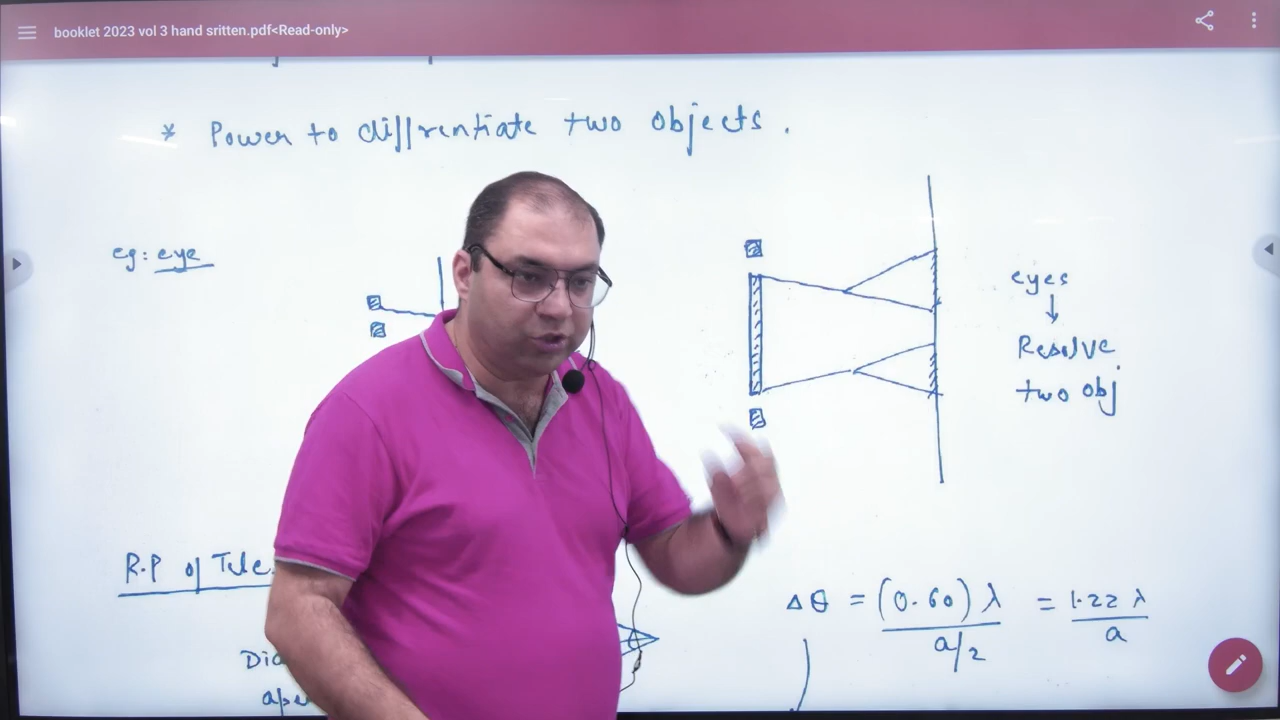 booklet 2023 vol 3 hand sritten.pdf<Read-only>
* Power to diffrentiate two objects.
eg: eye
eyes
↓
Resolve
two obj
R.P of Tele
Δθ = (0.60) λ / a/2 = 1.22 λ / a
Dia
ape